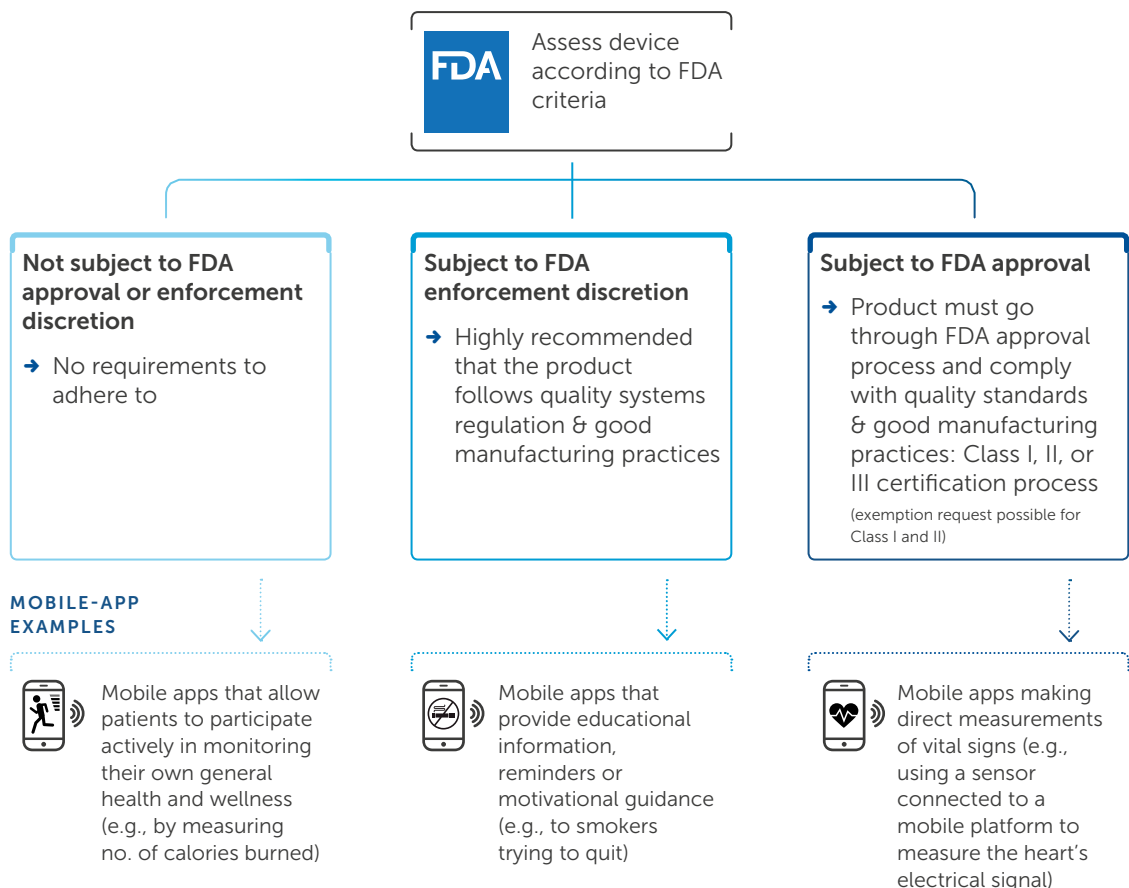 FDA
Assess device
according to FDA
criteria
Not subject to FDA
approval or enforcement
discretion
➔ No requirements to
adhere to
Subject to FDA
enforcement discretion
➔ Highly recommended
that the product
follows quality systems
regulation & good
manufacturing practices
Subject to FDA approval
➔ Product must go
through FDA approval
process and comply
with quality standards
& good manufacturing
practices: Class I, II, or
III certification process
(exemption request possible for
Class I and II)
MOBILE-APP
EXAMPLES
Mobile apps that allow
patients to participate
actively in monitoring
their own general
health and wellness
(e.g., by measuring
no. of calories burned)
Mobile apps that
provide educational
information,
reminders or
motivational guidance
(e.g., to smokers
trying to quit)
Mobile apps making
direct measurements
of vital signs (e.g.,
using a sensor
connected to a
mobile platform to
measure the heart's
electrical signal)